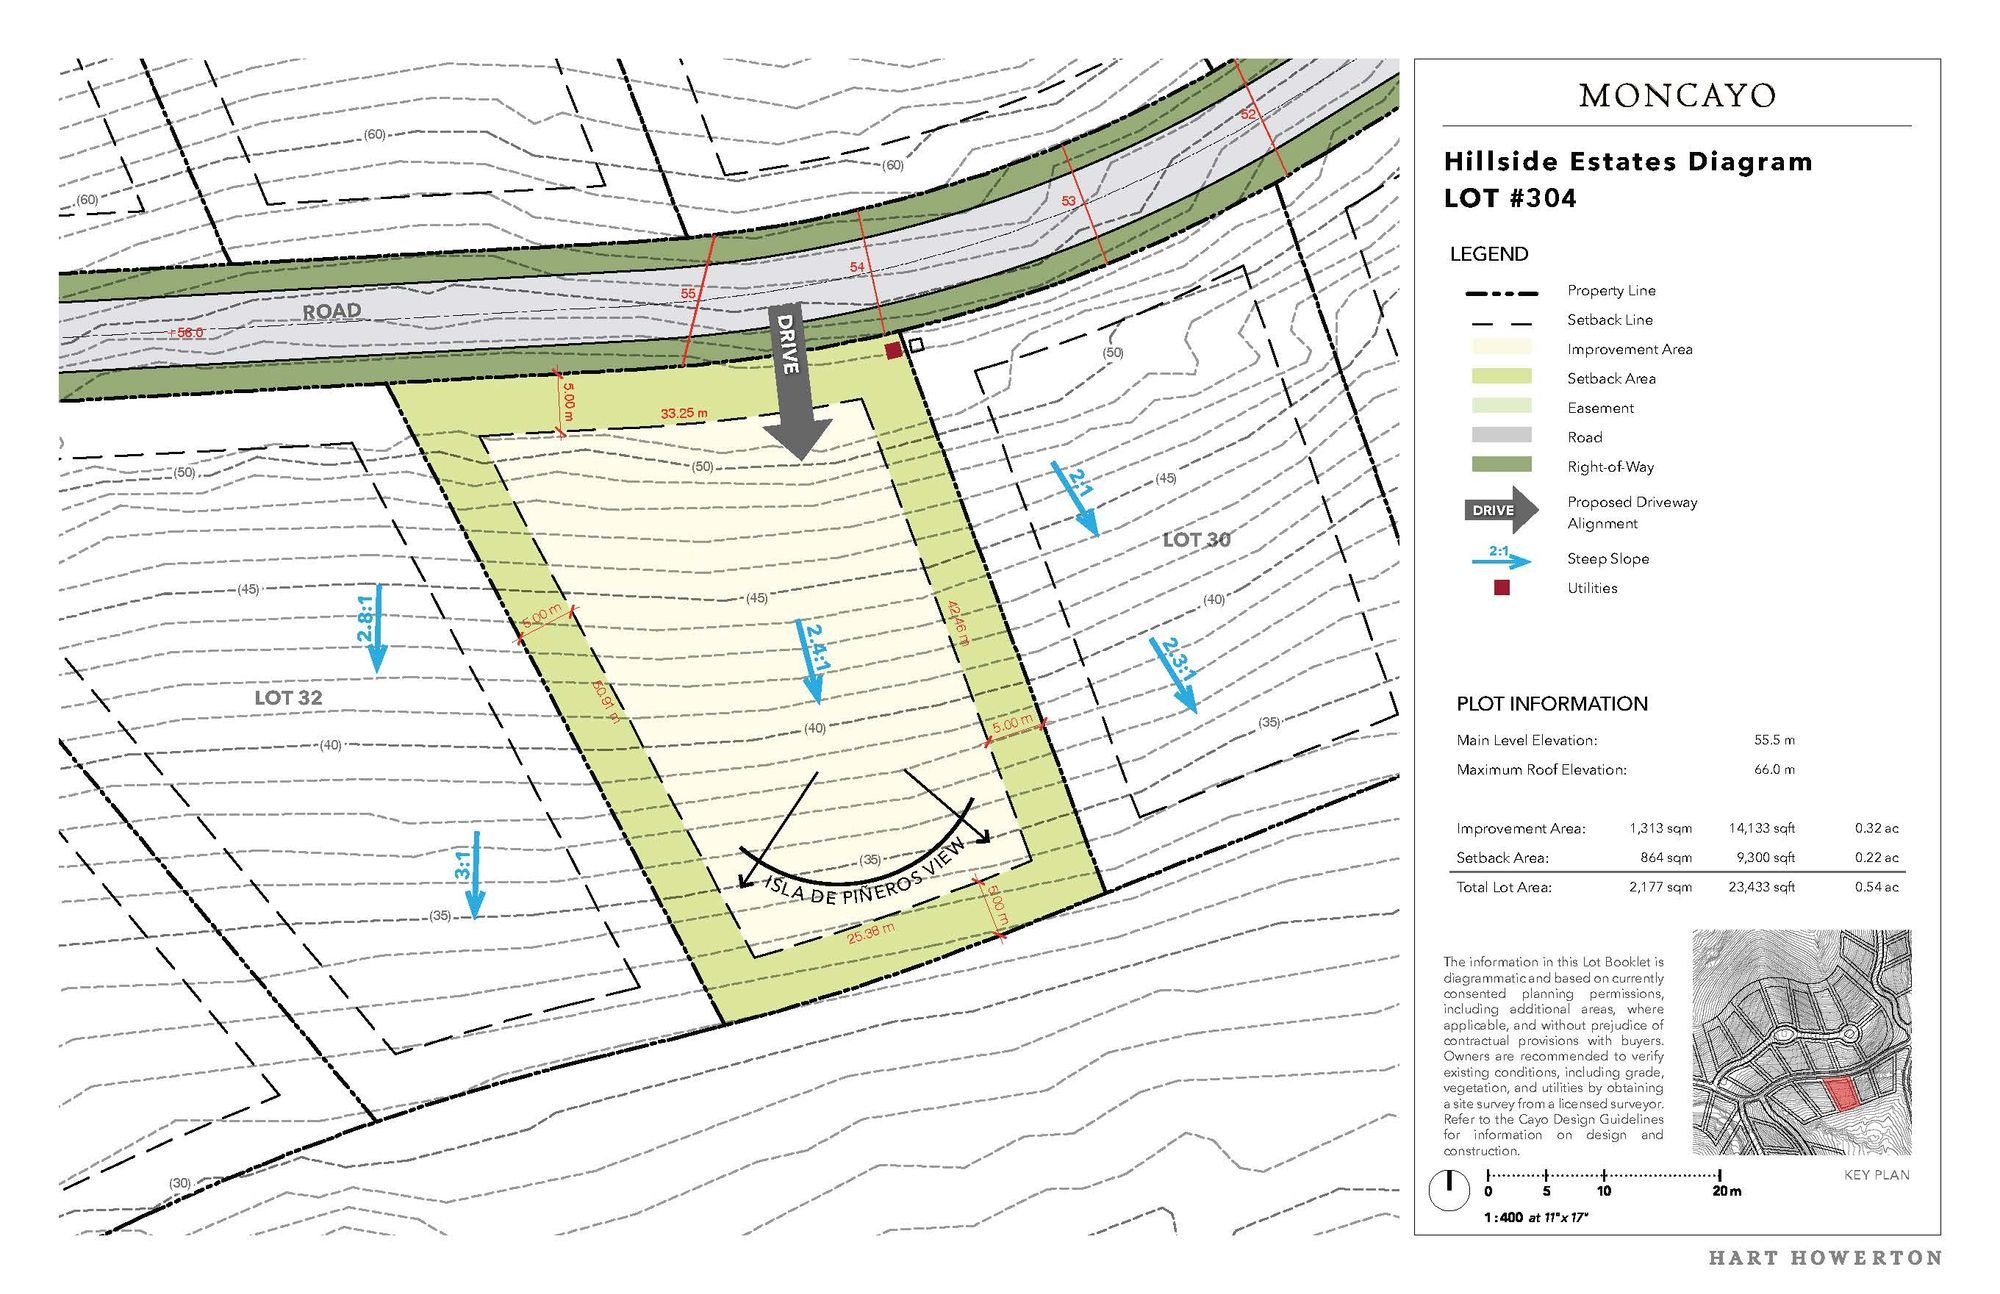 (60)
(60)
(60)
52
53
54
55
+56.0
ROAD
DRIVE
5.00 m
33.25 m
(50)
(50)
(50)
(45)
(45)
(45)
2:1
LOT 30
(40)
2.3:1
(35)
2.8:1
LOT 32
(40)
3:1
(35)
5.00 m
50.91 m
42.46 m
2.4:1
(40)
5.00 m
(35)
ISLA DE PIÑEROS VIEW
25.38 m
5.00 m
(30)
MONCAYO
Hillside Estates Diagram
LOT #304
LEGEND
Property Line
Setback Line
Improvement Area
Setback Area
Easement
Road
Right-of-Way
DRIVE Proposed Driveway
Alignment
2:1 Steep Slope
Utilities
PLOT INFORMATION
Main Level Elevation: 55.5 m
Maximum Roof Elevation: 66.0 m
Improvement Area: 1,313 sqm 14,133 sqft 0.32 ac
Setback Area: 864 sqm 9,300 sqft 0.22 ac
Total Lot Area: 2,177 sqm 23,433 sqft 0.54 ac
The information in this Lot Booklet is
diagrammatic and based on currently
consented planning permissions,
including additional areas, where
applicable, and without prejudice of
contractual provisions with buyers.
Owners are recommended to verify
existing conditions, including grade,
vegetation, and utilities by obtaining
a site survey from a licensed surveyor.
Refer to the Cayo Design Guidelines
for information on design and
construction.
KEY PLAN
0 5 10 20m
1:400 at 11"x 17"
HART HOWERTON